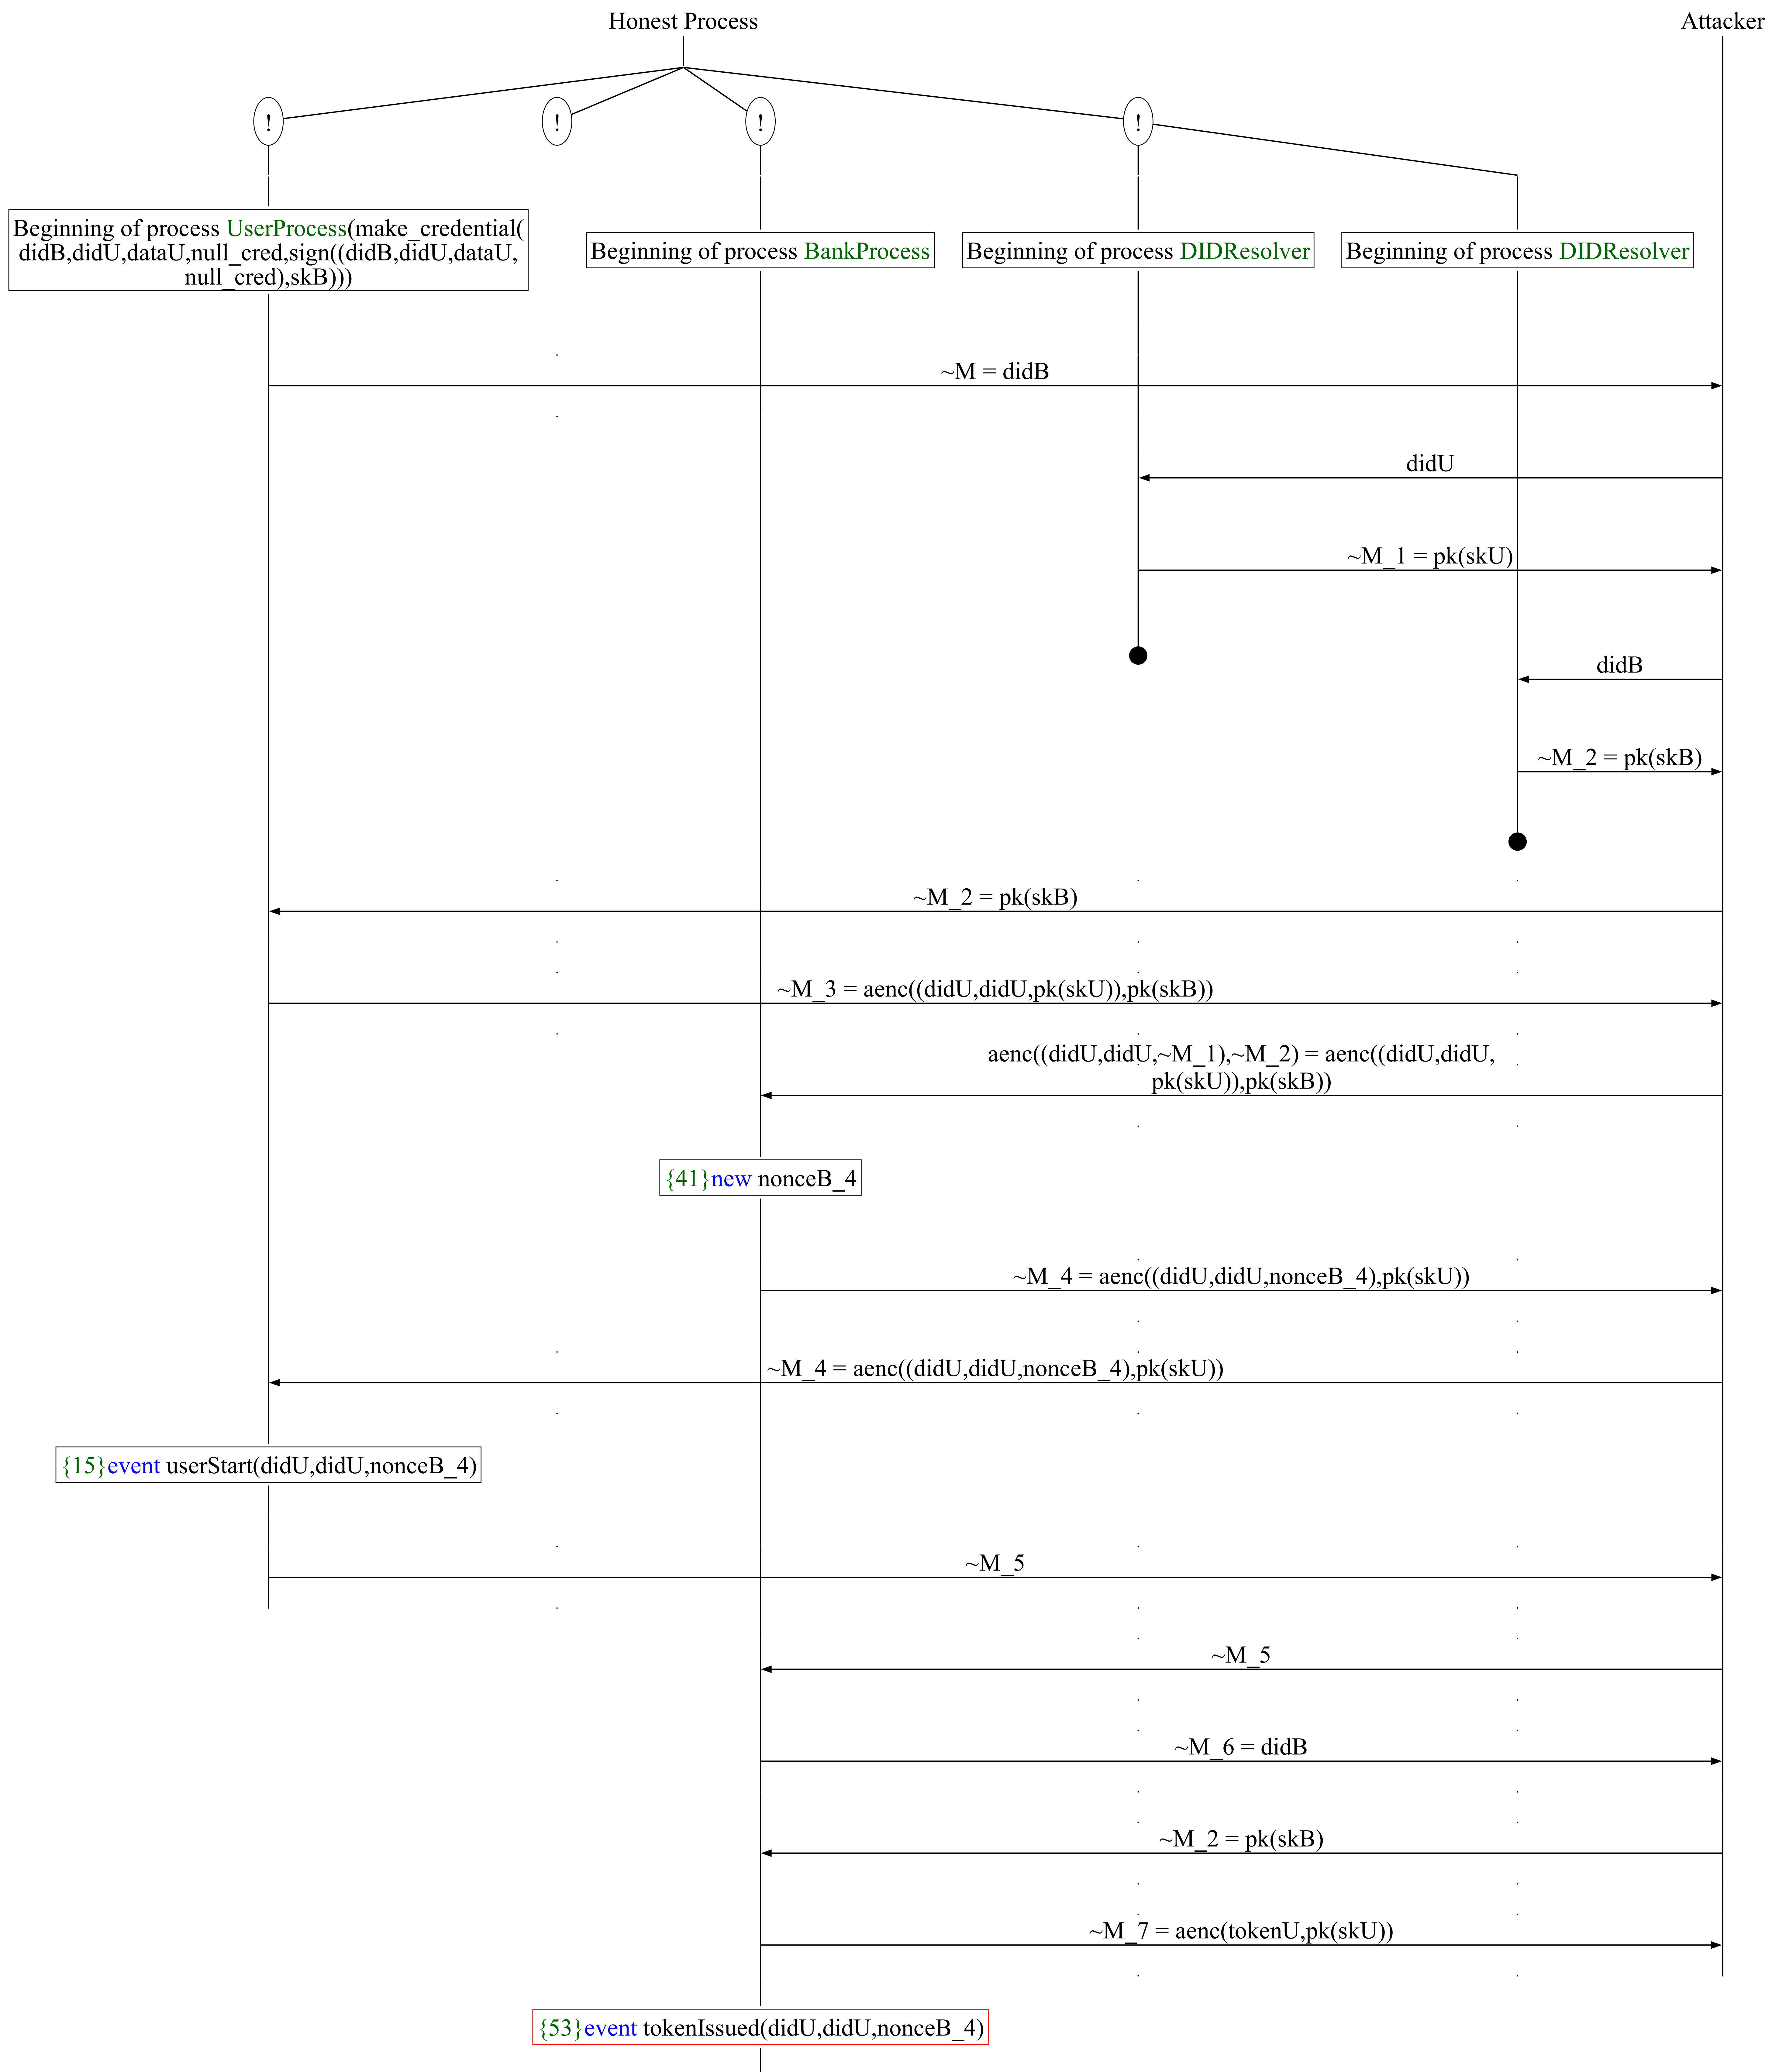 Honest Process
Attacker
!
!
!
!
Beginning of process UserProcess(make_credential(
didB,didU,dataU,null_cred,sign((didB,didU,dataU,
null_cred),skB)))
Beginning of process BankProcess
Beginning of process DIDResolver
Beginning of process DIDResolver
~M = didB
didU
~M_1 = pk(skU)
didB
~M_2 = pk(skB)
~M_2 = pk(skB)
~M_3 = aenc((didU,didU,pk(skU)),pk(skB))
aenc((didU,didU,~M_1),~M_2) = aenc((didU,didU,
pk(skU)),pk(skB))
{41}new nonceB_4
~M_4 = aenc((didU,didU,nonceB_4),pk(skU))
~M_4 = aenc((didU,didU,nonceB_4),pk(skU))
{15}event userStart(didU,didU,nonceB_4)
~M_5
~M_5
~M_6 = didB
~M_2 = pk(skB)
~M_7 = aenc(tokenU,pk(skU))
{53}event tokenIssued(didU,didU,nonceB_4)